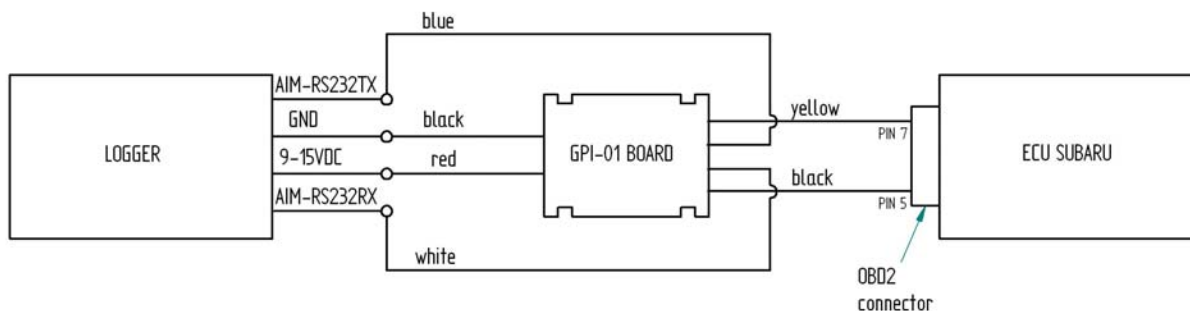 blue
AIM-RS232TX
GND
black
LOGGER
9-15VDC
red
AIM-RS232RX
white
GPI-01 BOARD
yellow
PIN 7
black
PIN 5
ECU SUBARU
OBD2
connector